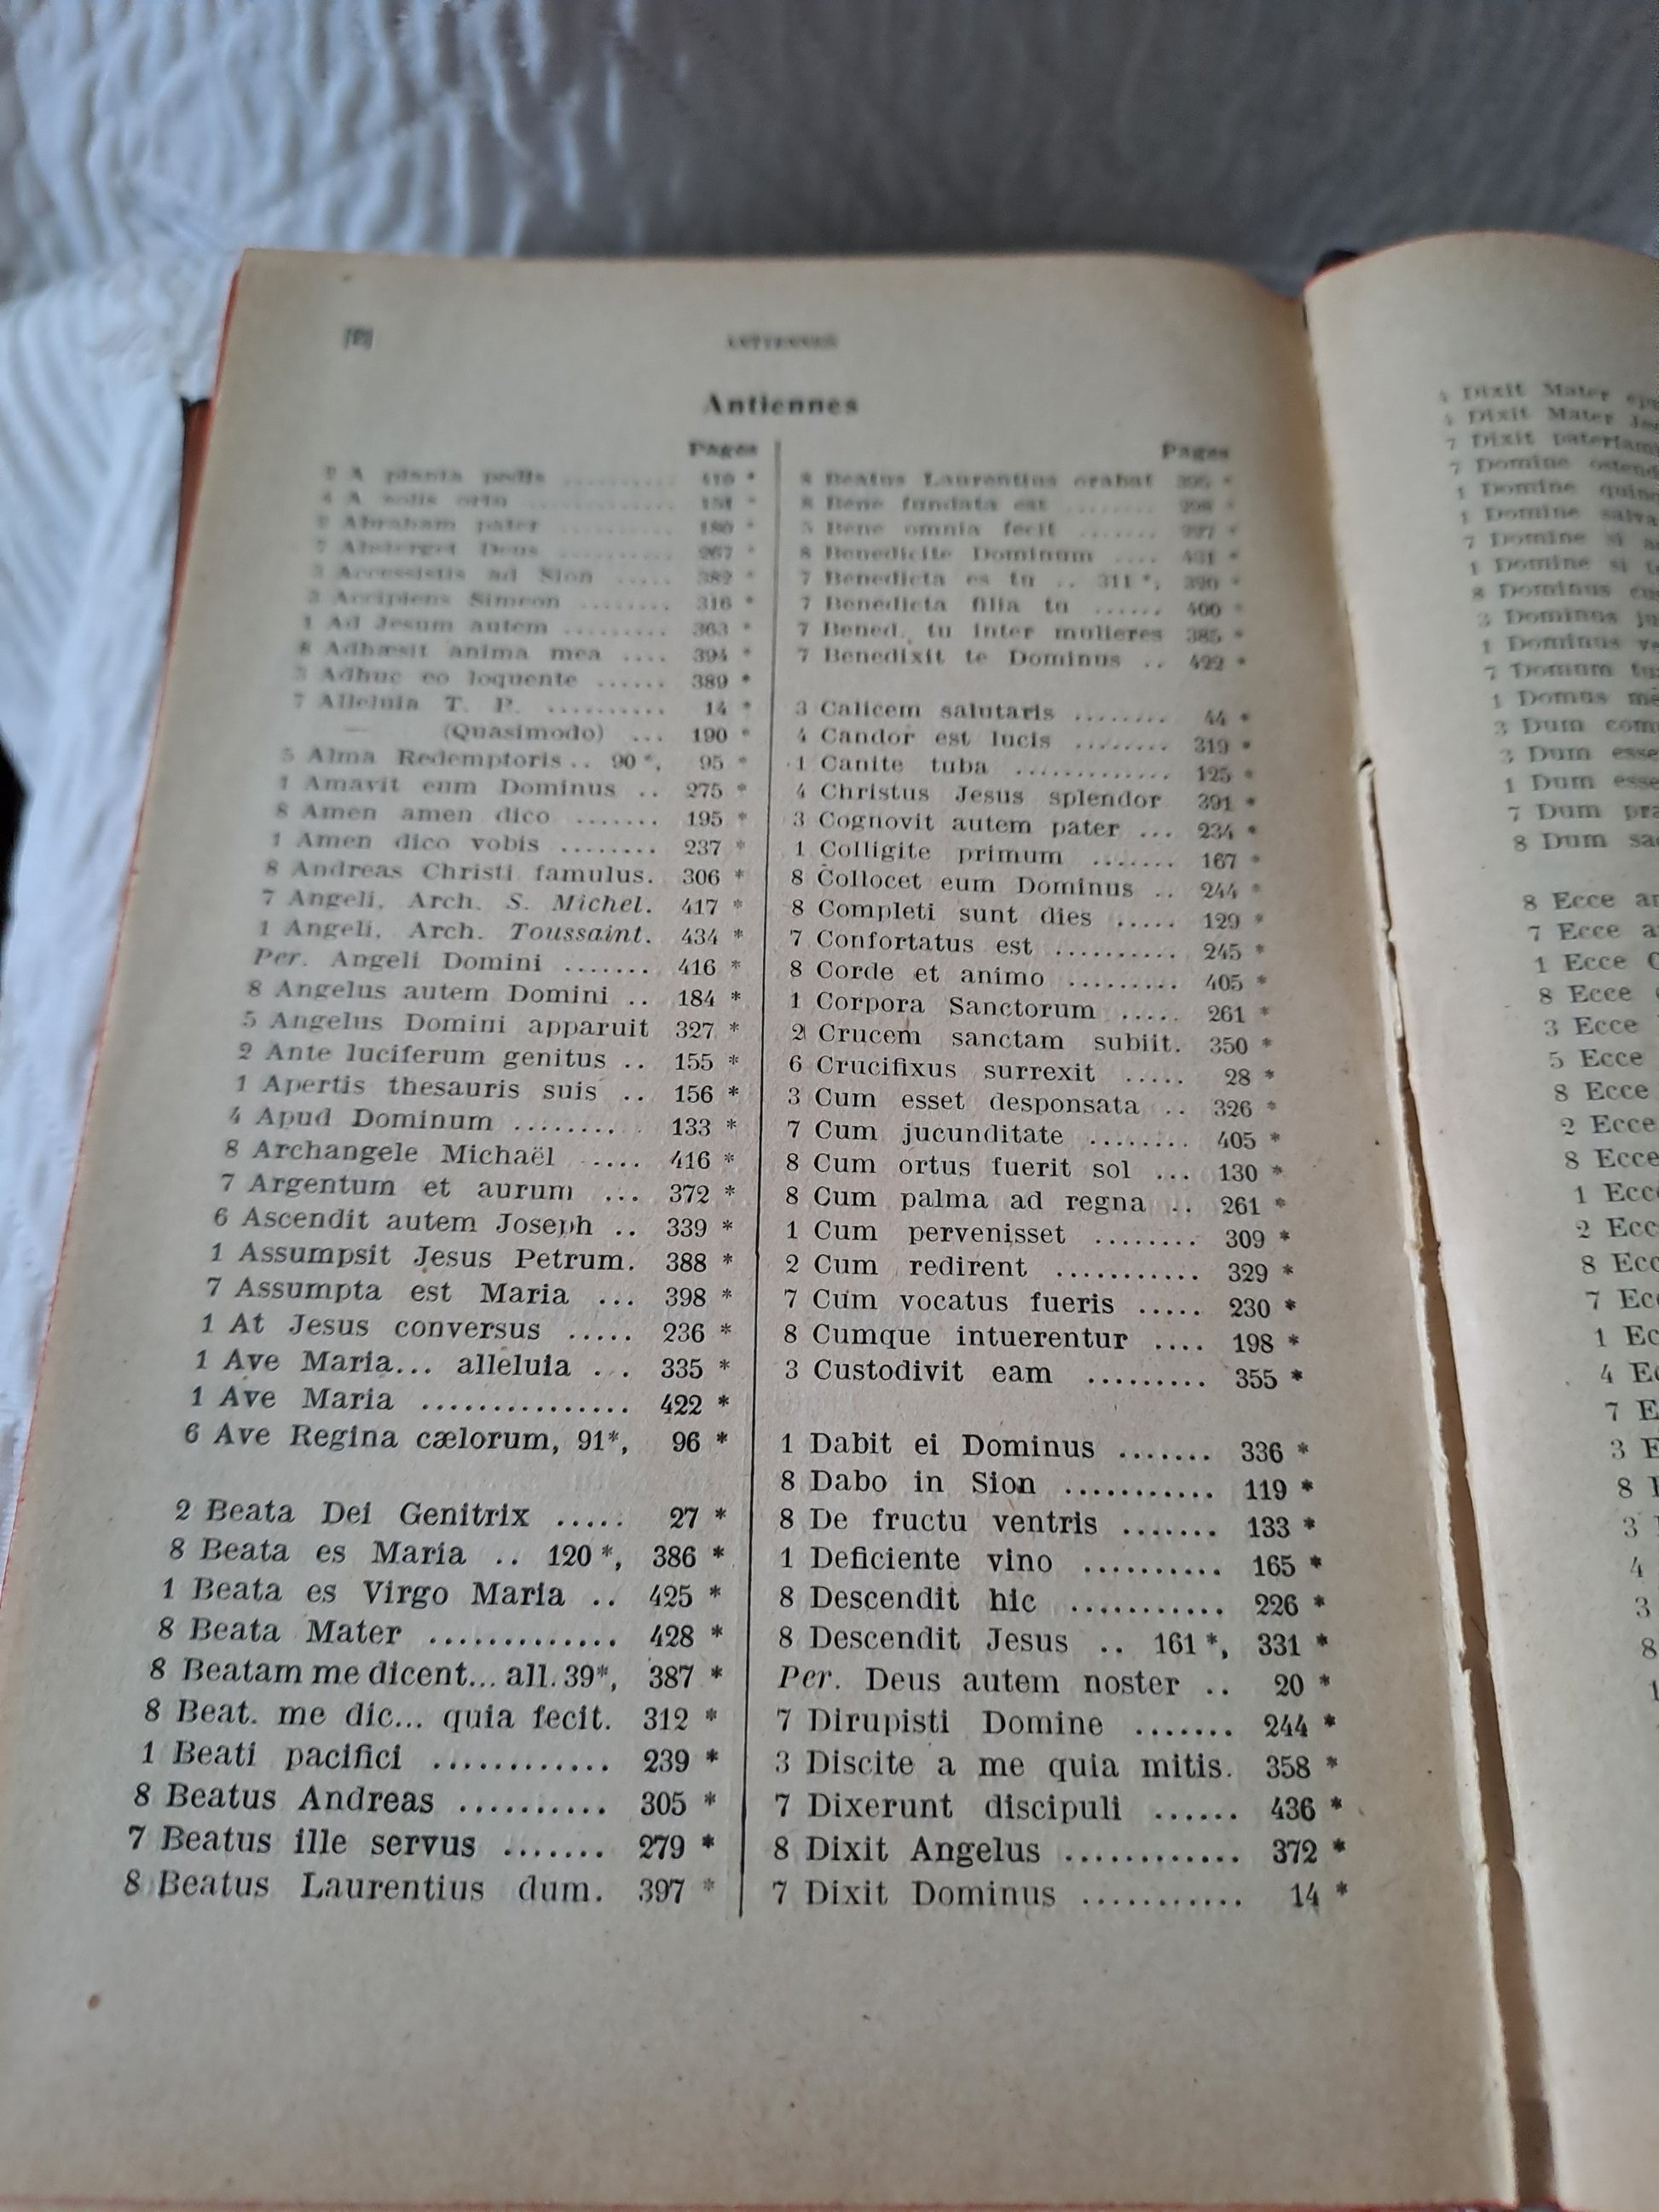 Antiennes
Pages
A planta pedis ..........
A solis ortu ..........
Abraham pater .......... 180 *
7 Absterget Deus .......... 267 *
3 Accessistis ad Sion ..... 382 *
3 Accipiens Simeon ........ 316 *
1 Ad Jesum autem ......... 363 *
8 Adhæsit anima mea .... 394 *
3 Adhuc eo loquente ...... 389 *
7 Alleluia T. P. .......... 14 *
— (Quasimodo) ... 190 *
5 Alma Redemptoris .. 90 *, 95 *
1 Amavit eum Dominus .. 275 *
8 Amen amen dico ....... 195 *
1 Amen dico vobis ........ 237 *
8 Andreas Christi famulus. 306 *
7 Angeli, Arch. S. Michel. 417 *
1 Angeli, Arch. Toussaint. 434 *
Per. Angeli Domini ....... 416 *
8 Angelus autem Domini .. 184 *
5 Angelus Domini apparuit 327 *
2 Ante luciferum genitus .. 155 *
1 Apertis thesauris suis .. 156 *
4 Apud Dominum ......... 133 *
8 Archangele Michaël .... 416 *
7 Argentum et aurum ... 372 *
6 Ascendit autem Joseph .. 339 *
1 Assumpsit Jesus Petrum. 388 *
7 Assumpta est Maria ... 398 *
1 At Jesus conversus ..... 236 *
1 Ave Maria... alleluia ... 335 *
1 Ave Maria ............... 422 *
6 Ave Regina cælorum, 91*, 96 *
2 Beata Dei Genitrix ..... 27 *
8 Beata es Maria .. 120 *, 386 *
1 Beata es Virgo Maria .. 425 *
8 Beata Mater ............. 428 *
8 Beatam me dicent... all. 39*, 387 *
8 Beat. me dic... quia fecit. 312 *
1 Beati pacifici ............ 239 *
8 Beatus Andreas .......... 305 *
7 Beatus ille servus ....... 279 *
8 Beatus Laurentius dum. 397 *
Pages
8 Beatus Laurentius orabat
8 Bene fundata est ........
5 Bene omnia fecit ....... 227 *
8 Benedicite Dominum .... 431 *
7 Benedicta es tu .. 311 *, 390 *
7 Benedicta filia tu ...... 400 *
7 Bened. tu inter mulieres 385 *
7 Benedixit te Dominus .. 422 *
3 Calicem salutaris ........ 44 *
4 Candor est lucis ........ 319 *
1 Canite tuba ............. 125 *
4 Christus Jesus splendor 391 *
3 Cognovit autem pater ... 234 *
1 Colligite primum ....... 167 *
8 Collocet eum Dominus .. 244 *
8 Completi sunt dies ..... 129 *
7 Confortatus est .......... 245 *
8 Corde et animo ......... 405 *
1 Corpora Sanctorum ..... 261 *
2 Crucem sanctam subiit. 350 *
6 Crucifixus surrexit ..... 28 *
3 Cum esset desponsata .. 326 *
7 Cum jucunditate ........ 405 *
8 Cum ortus fuerit sol ... 130 *
8 Cum palma ad regna .. 261 *
1 Cum pervenisset ........ 309 *
2 Cum redirent ........... 329 *
7 Cum vocatus fueris ..... 230 *
8 Cumque intuerentur .... 198 *
3 Custodivit eam ......... 355 *
1 Dabit ei Dominus ....... 336 *
8 Dabo in Sion ........... 119 *
8 De fructu ventris ....... 133 *
1 Deficiente vino .......... 165 *
8 Descendit hic ........... 226 *
8 Descendit Jesus .. 161 *, 331 *
Per. Deus autem noster .. 20 *
7 Dirupisti Domine ....... 244 *
3 Discite a me quia mitis. 358 *
7 Dixerunt discipuli ...... 436 *
8 Dixit Angelus ............ 372 *
7 Dixit Dominus ........... 14 *
Dixit Mater
Dixit Mater
7 Dixit
7 Domine
1 Domine
1 Domine
7 Domine si
1 Domine si
8 Dominus
3 Dominus
1 Dominus
7 Domum
1 Domus
3 Dum
3 Dum
1 Dum
7 Dum
8 Dum
8 Ecce
7 Ecce
1 Ecce
8 Ecce
3 Ecce
5 Ecce
8 Ecce
2 Ecce
8 Ecce
1
2
8
7
1
4
7
3
8
3
4
3
8